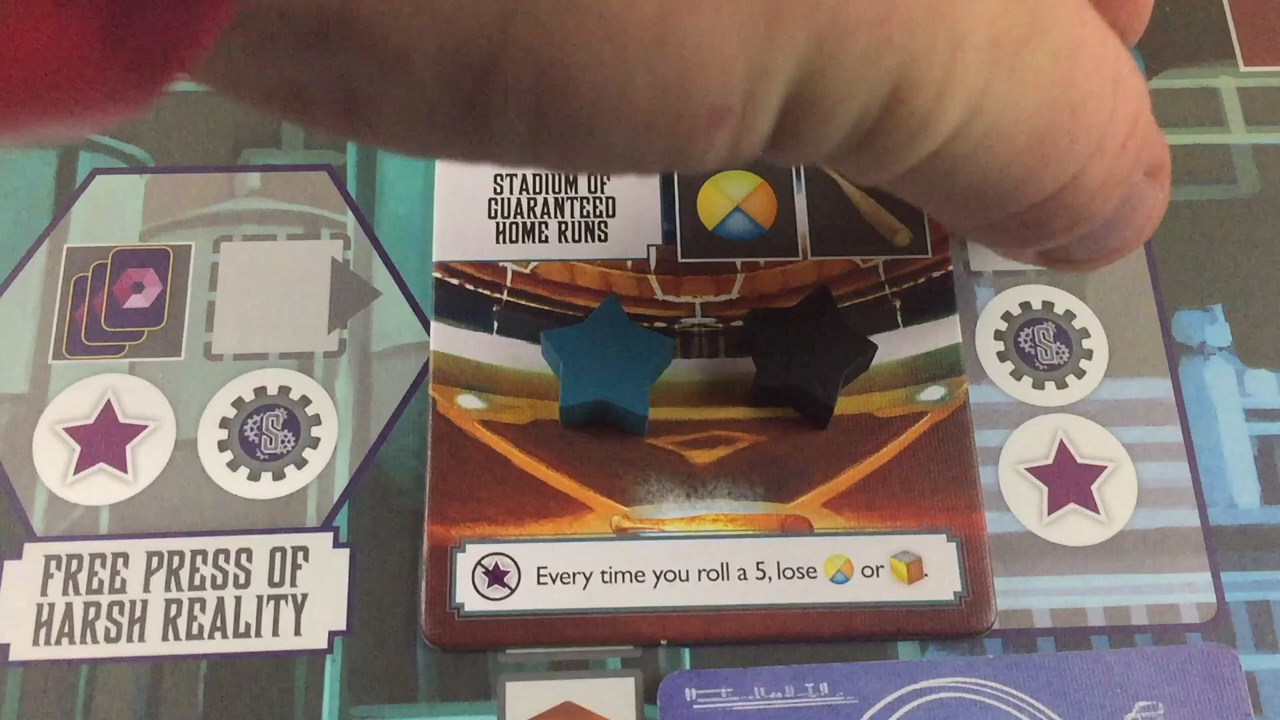 STADIUM OF
GUARANTEED
HOME RUNS
S
S
Every time you roll a 5, lose or .
FREE PRESS OF
HARSH REALITY